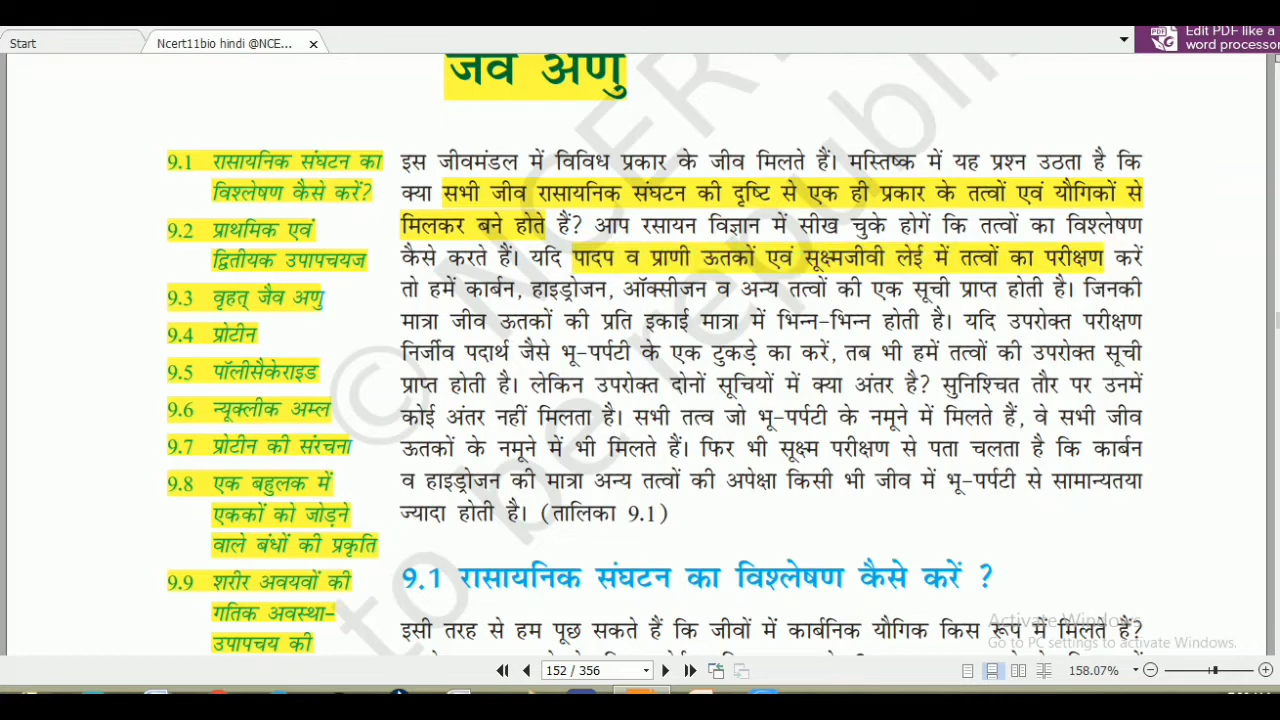 Start
Ncert11bio hindi @NCE... ×
Edit PDF like a
word processor
जैव अणु
9.1 रासायनिक संघटन का
विश्लेषण कैसे करें?
9.2 प्राथमिक एवं
द्वितीयक उपापचयज
9.3 वृहत् जैव अणु
9.4 प्रोटीन
9.5 पॉलीसैकेराइड
9.6 न्यूक्लीक अम्ल
9.7 प्रोटीन की संरचना
9.8 एक बहुलक में
एककों को जोड़ने
वाले बंधों की प्रकृति
9.9 शरीर अवयवों की
गतिक अवस्था-
उपापचय की
इस जीवमंडल में विविध प्रकार के जीव मिलते हैं। मस्तिष्क में यह प्रश्न उठता है कि
क्या सभी जीव रासायनिक संघटन की दृष्टि से एक ही प्रकार के तत्वों एवं यौगिकों से
मिलकर बने होते हैं? आप रसायन विज्ञान में सीख चुके होगें कि तत्वों का विश्लेषण
कैसे करते हैं। यदि पादप व प्राणी ऊतकों एवं सूक्ष्मजीवी लेई में तत्वों का परीक्षण करें
तो हमें कार्बन, हाइड्रोजन, ऑक्सीजन व अन्य तत्वों की एक सूची प्राप्त होती है। जिनकी
मात्रा जीव ऊतकों की प्रति इकाई मात्रा में भिन्न-भिन्न होती है। यदि उपरोक्त परीक्षण
निर्जीव पदार्थ जैसे भू-पर्पटी के एक टुकड़े का करें, तब भी हमें तत्वों की उपरोक्त सूची
प्राप्त होती है। लेकिन उपरोक्त दोनों सूचियों में क्या अंतर है? सुनिश्चित तौर पर उनमें
कोई अंतर नहीं मिलता है। सभी तत्व जो भू-पर्पटी के नमूने में मिलते हैं, वे सभी जीव
ऊतकों के नमूने में भी मिलते हैं। फिर भी सूक्ष्म परीक्षण से पता चलता है कि कार्बन
व हाइड्रोजन की मात्रा अन्य तत्वों की अपेक्षा किसी भी जीव में भू-पर्पटी से सामान्यतया
ज्यादा होती है। (तालिका 9.1)
9.1 रासायनिक संघटन का विश्लेषण कैसे करें ?
इसी तरह से हम पूछ सकते हैं कि जीवों में कार्बनिक यौगिक किस रूप में मिलते हैं?
© NCERT
to be republi
Activate Windows
Go to PC settings to activate Windows.
152 / 356
158.07%